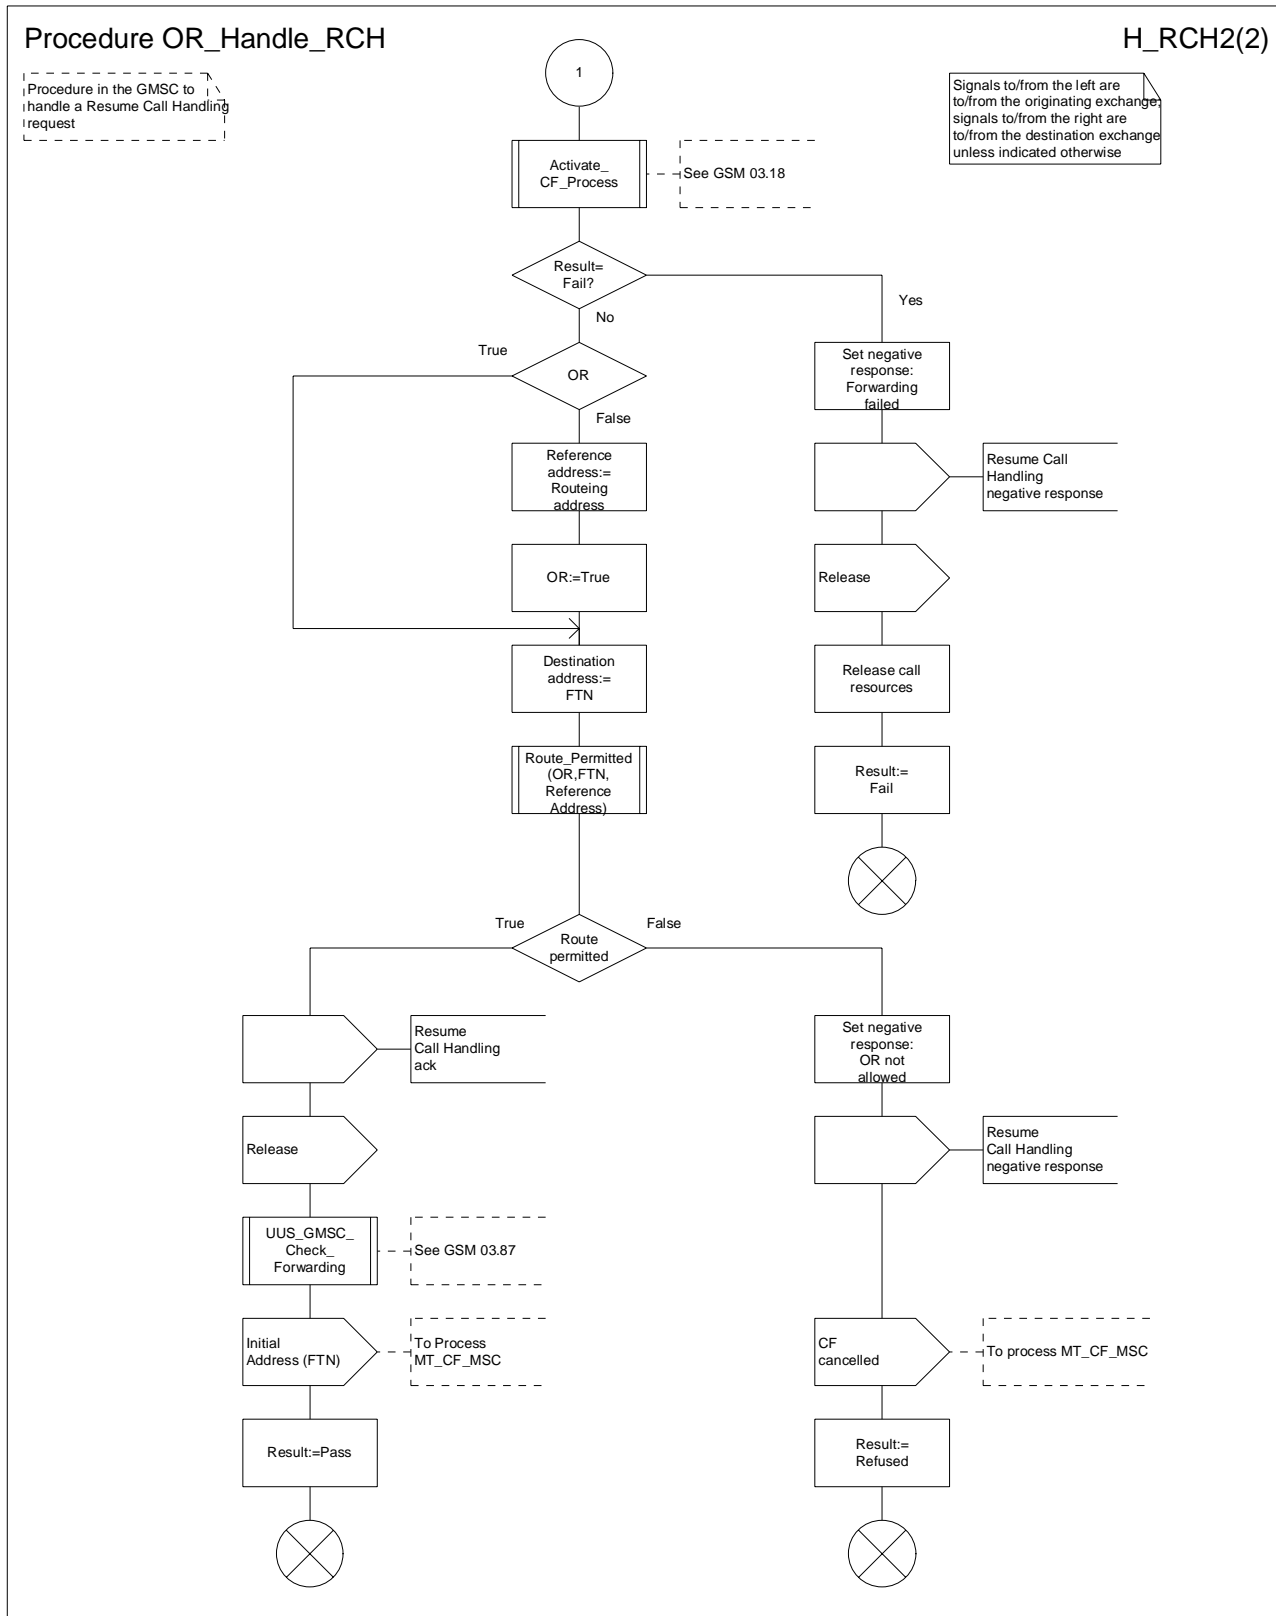 Procedure OR_Handle_RCH
H_RCH2(2)
Procedure in the GMSC to
handle a Resume Call Handling
request
1
Signals to/from the left are
to/from the originating exchange;
signals to/from the right are
to/from the destination exchange
unless indicated otherwise
Activate_
CF_Process
See GSM 03.18
Result=
Fail?
Yes
No
True
OR
False
Set negative
response:
Forwarding
failed
Reference
address:=
Routeing
address
Resume Call
Handling
negative response
OR:=True
Release
Destination
address:=
FTN
Release call
resources
Route_Permitted
(OR,FTN,
Reference
Address)
Result:=
Fail
True
False
Route
permitted
Resume
Call Handling
ack
Set negative
response:
OR not
allowed
Release
Resume
Call Handling
negative response
UUS_GMSC_
Check_
Forwarding
See GSM 03.87
Initial
Address (FTN)
To Process
MT_CF_MSC
CF
cancelled
To process MT_CF_MSC
Result:=Pass
Result:=
Refused